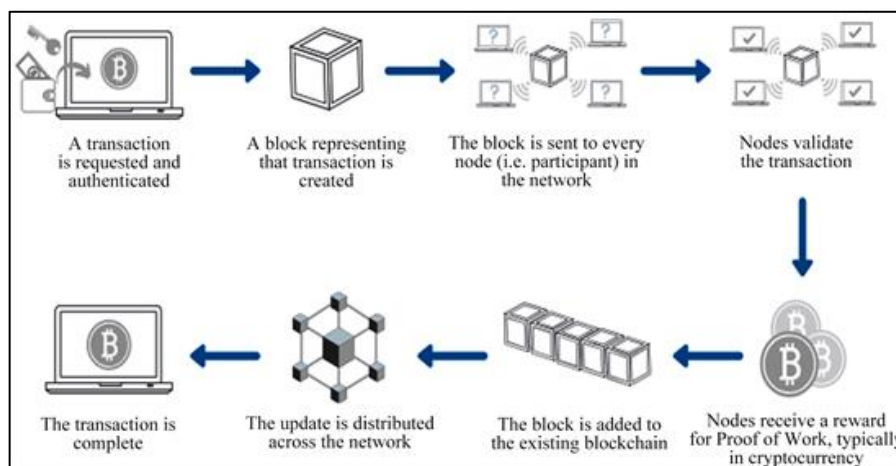 A transaction
is requested and
authenticated
A block representing
that transaction is
created
The block is sent to every
node (i.e. participant) in
the network
Nodes validate
the transaction
The transaction is
complete
The update is distributed
across the network
The block is added to
the existing blockchain
Nodes receive a reward
for Proof of Work, typically
in cryptocurrency